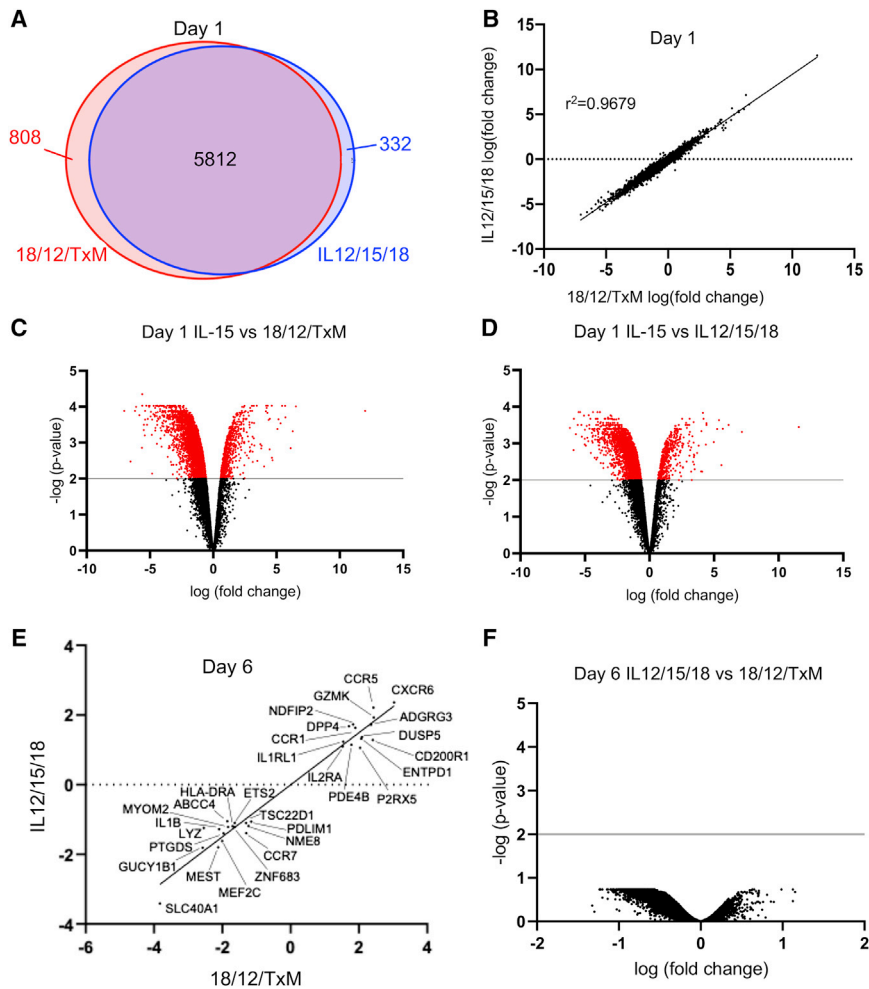 A
Day 1
808
5812
332
18/12/TxM
IL12/15/18
B
Day 1
r²=0.9679
15
10
5
0
-5
-10
-10
-5
0
5
10
15
IL12/15/18 log(fold change)
18/12/TxM log(fold change)
C
Day 1 IL-15 vs 18/12/TxM
5
4
3
2
1
0
-10
-5
0
5
10
15
-log (p-value)
log (fold change)
D
Day 1 IL-15 vs IL12/15/18
5
4
3
2
1
0
-10
-5
0
5
10
15
-log (p-value)
log (fold change)
E
Day 6
4
2
0
-2
-4
-6
-4
-2
0
2
4
IL12/15/18
18/12/TxM
CCR5
GZMK
CXCR6
NDFIP2
ADGRG3
DPP4
DUSP5
CCR1
CD200R1
IL1RL1
ENTPD1
IL2RA
PDE4B
P2RX5
HLA-DRA
ETS2
ABCC4
MYOM2
TSC22D1
IL1B
PDLIM1
LYZ
NME8
PTGDS
CCR7
GUCY1B1
ZNF683
MEST
MEF2C
SLC40A1
F
Day 6 IL12/15/18 vs 18/12/TxM
5
4
3
2
1
0
-2
-1
0
1
2
-log (p-value)
log (fold change)